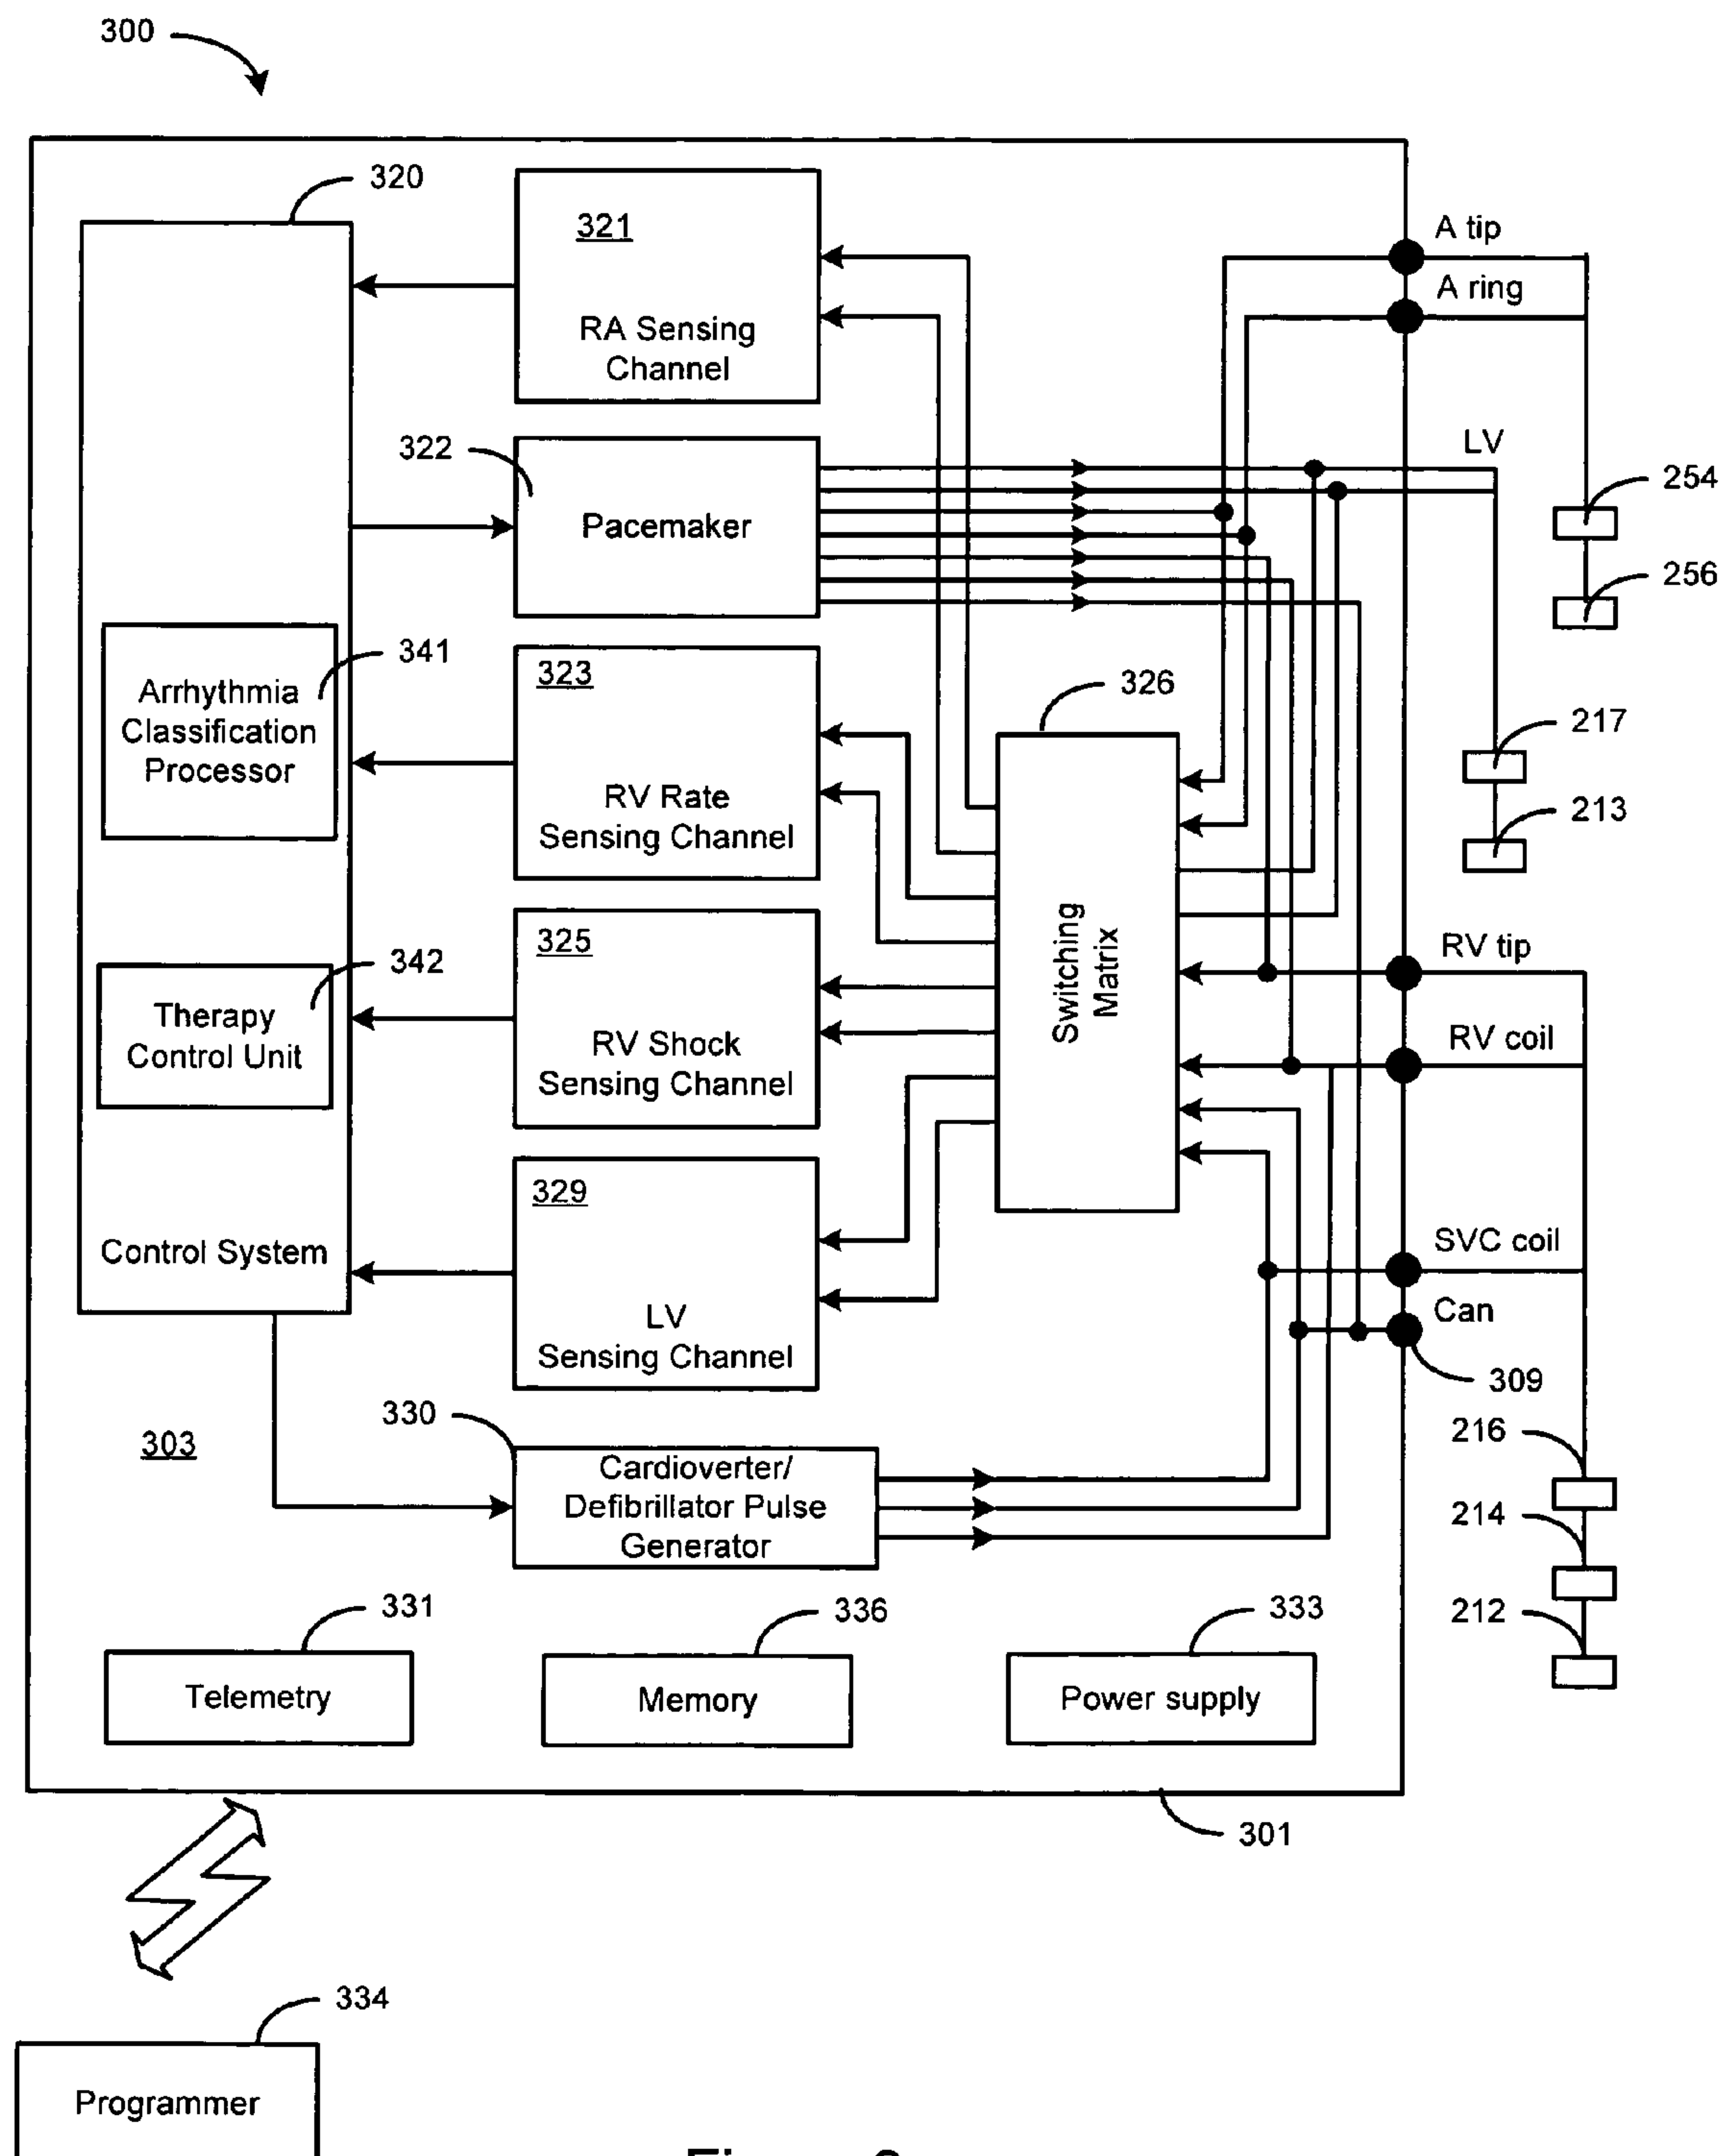 300
320
321
RA Sensing
Channel
A tip
A ring
322
Pacemaker
LV
254
256
341
Arrhythmia
Classification
Processor
323
RV Rate
Sensing Channel
326
Switching
Matrix
217
213
342
Therapy
Control Unit
325
RV Shock
Sensing Channel
RV tip
RV coil
Control System
329
LV
Sensing Channel
SVC coil
Can
309
303
330
Cardioverter/
Defibrillator Pulse
Generator
216
214
212
331
Telemetry
336
Memory
333
Power supply
301
334
Programmer